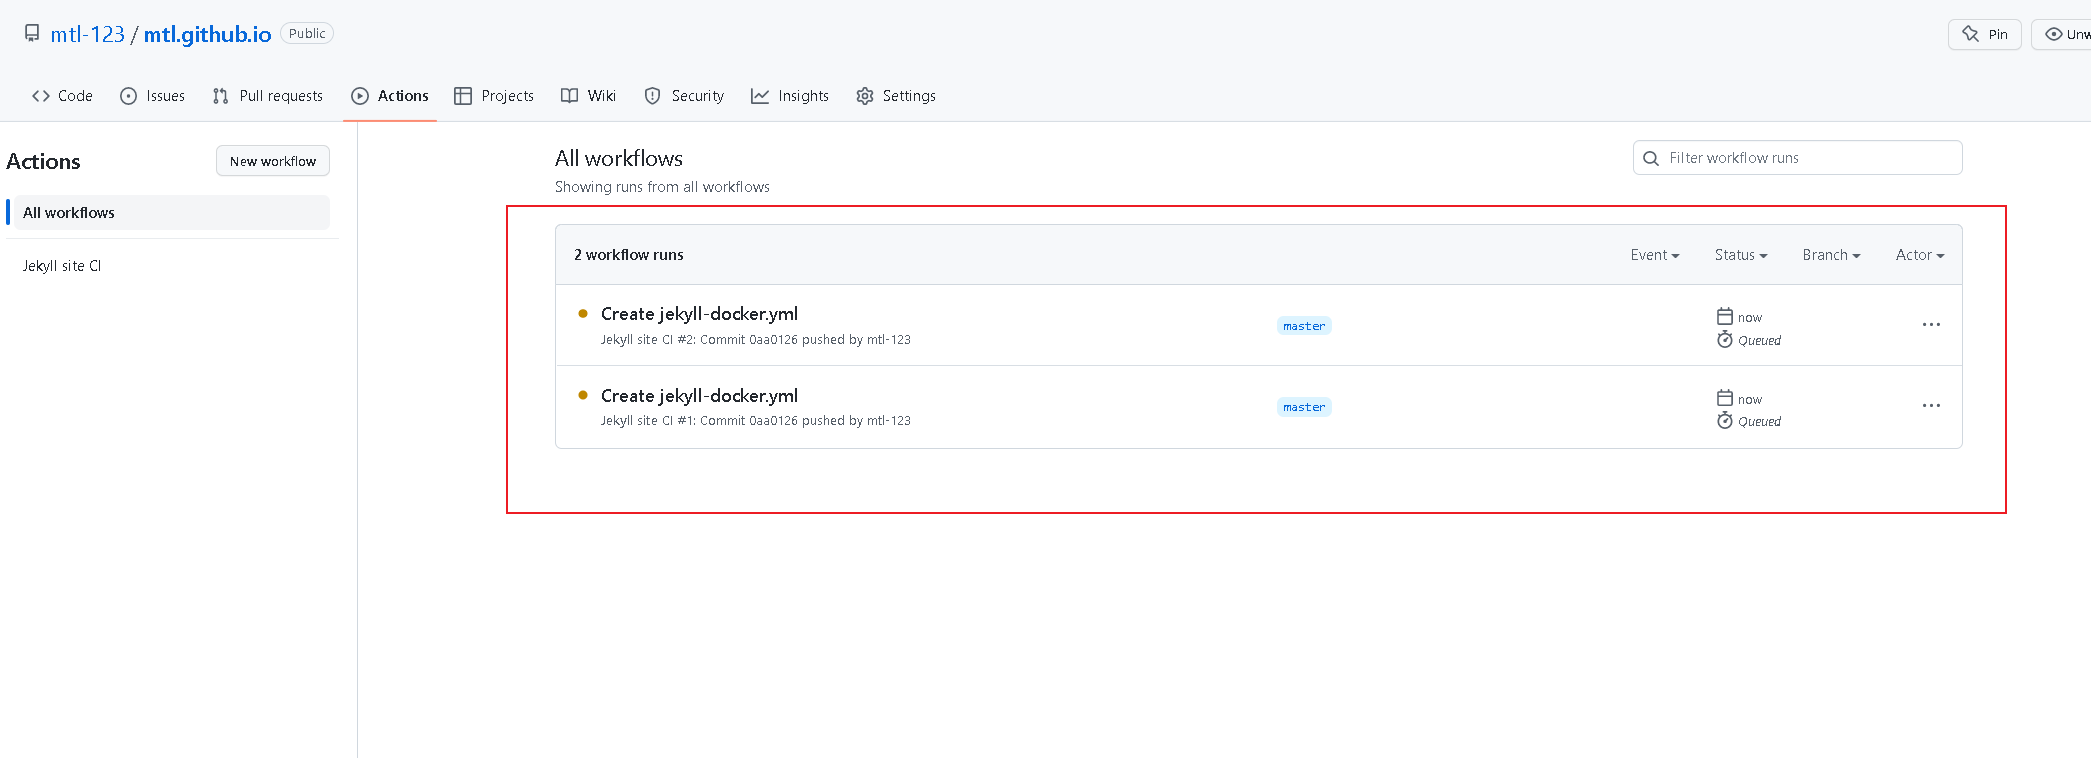 mtl-123 / mtl.github.io Public
Pin
Unw
Code Issues Pull requests Actions Projects Wiki Security Insights Settings
Actions
New workflow
All workflows
Jekyll site CI
All workflows
Showing runs from all workflows
Filter workflow runs
2 workflow runs
Event Status Branch Actor
Create jekyll-docker.yml
Jekyll site CI #2: Commit 0aa0126 pushed by mtl-123
master
now
Queued
Create jekyll-docker.yml
Jekyll site CI #1: Commit 0aa0126 pushed by mtl-123
master
now
Queued